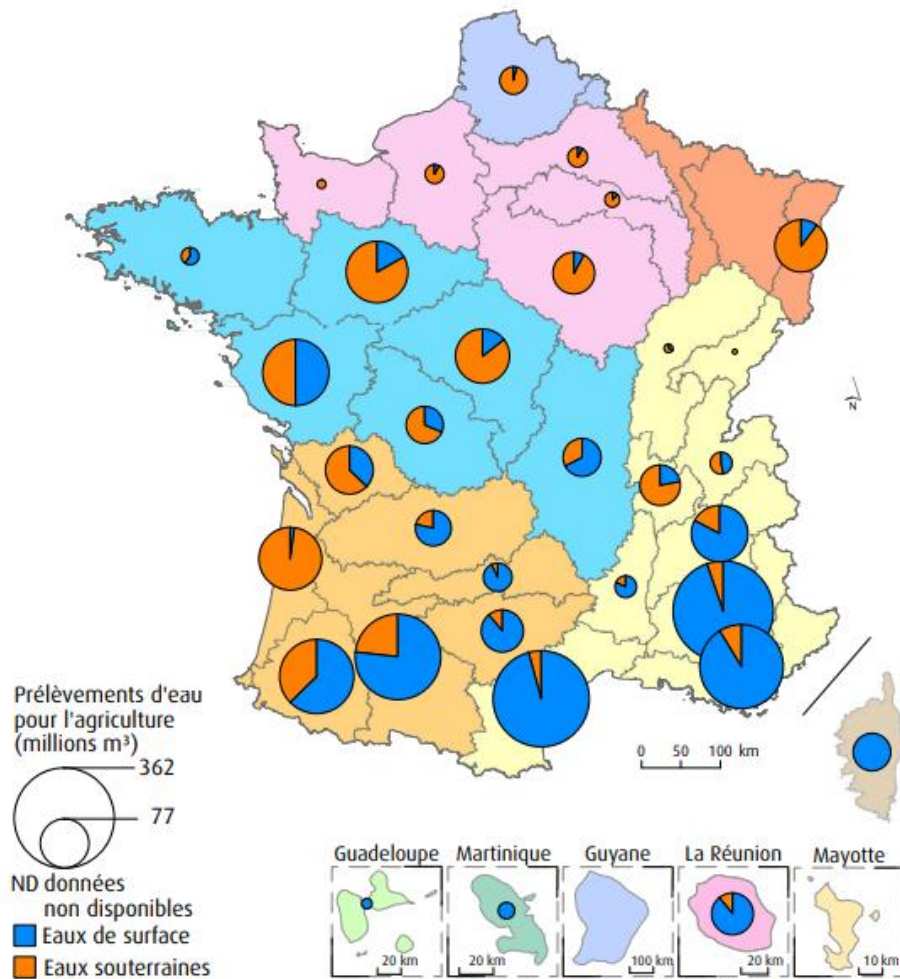 N
0 50 100 km
Prélèvements d'eau
pour l'agriculture
(millions m³)
362
77
ND données
non disponibles
Eaux de surface
Eaux souterraines
Guadeloupe
20 km
Martinique
20 km
Guyane
100 km
La Réunion
20 km
Mayotte
10 km